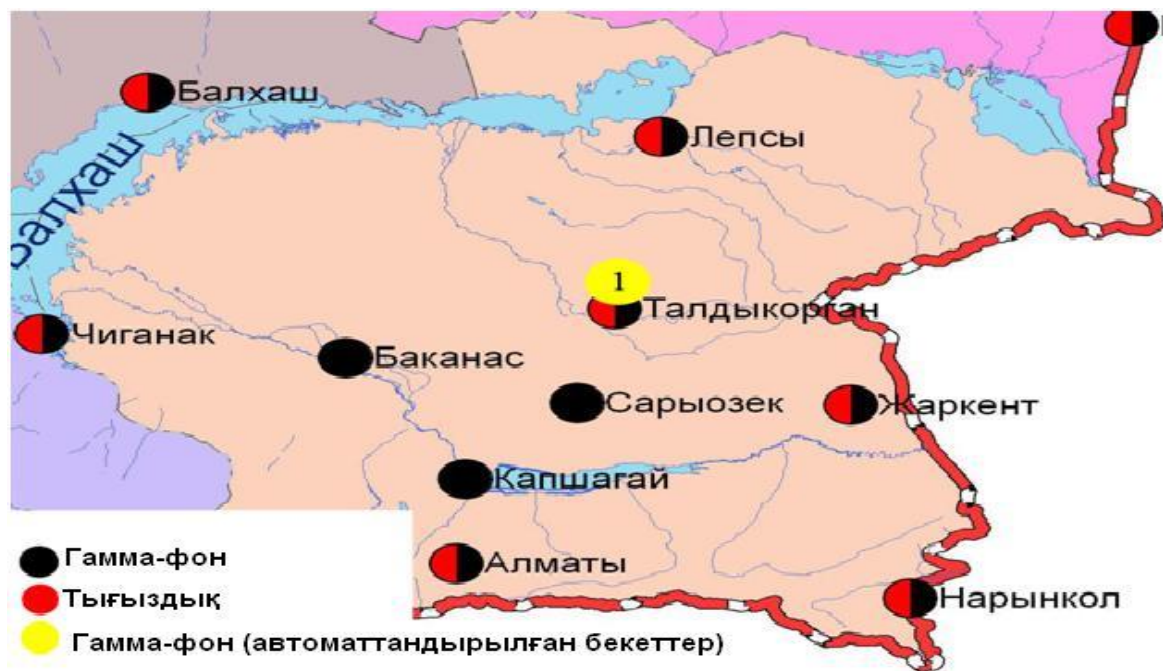 Балхаш
Лепсы
Балхаш
1
Талдыкорган
Чиганак
Баканас
Сарыозек
Жаркент
Капшагай
Алматы
Нарынкол
Гамма-фон
Тығыздық
Гамма-фон (автоматтандырылған бекеттер)